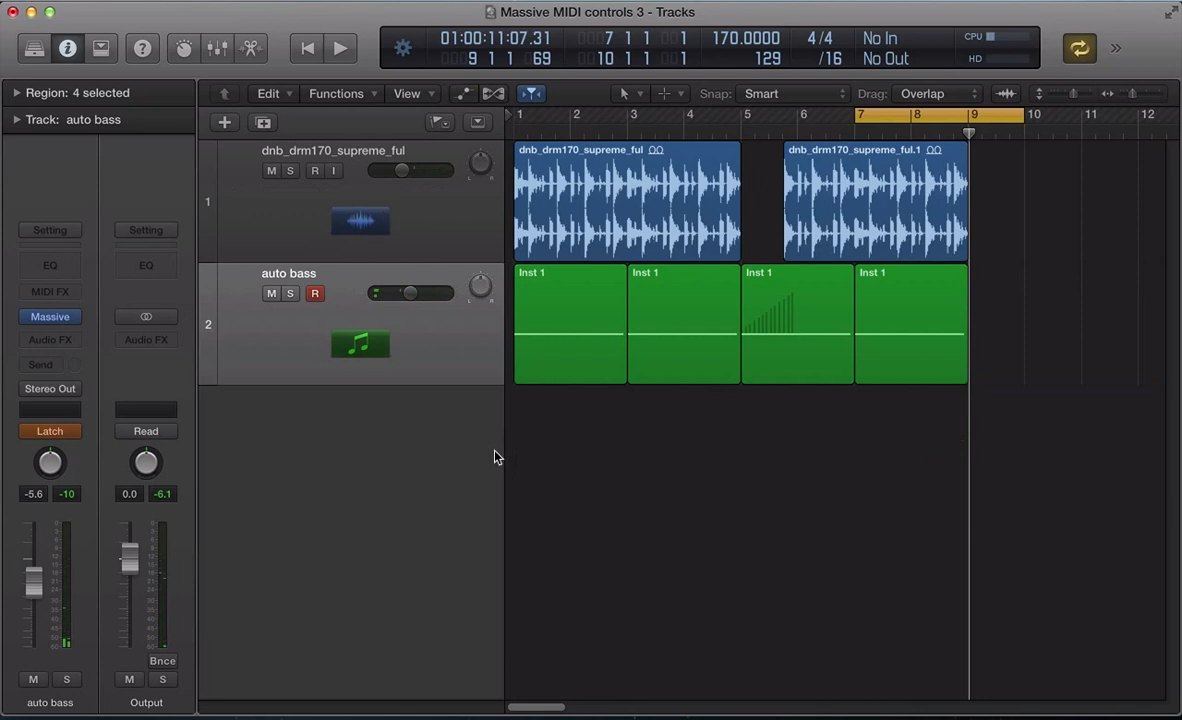 Massive MIDI controls 3 - Tracks
01:00:11:07.31
7 1 1 1
170.0000
4/4
No In
CPU
9 1 1 69
10 1 1 1
129
/16
No Out
HD
Region: 4 selected
Edit
Functions
View
Snap: Smart
Drag: Overlap
Track: auto bass
1 2 3 4 5 6 7 8 9 10 11 12
dnb_drm170_supreme_ful
M S R I
L R
1
dnb_drm170_supreme_ful
dnb_drm170_supreme_ful.1
Setting
Setting
EQ
EQ
MIDI FX
Massive
Audio FX
Audio FX
Send
Stereo Out
auto bass
M S R
L R
2
Inst 1
Inst 1
Inst 1
Inst 1
Latch
Read
-5.6
-10
0.0
-6.1
Bnce
M S
M S
auto bass
Output